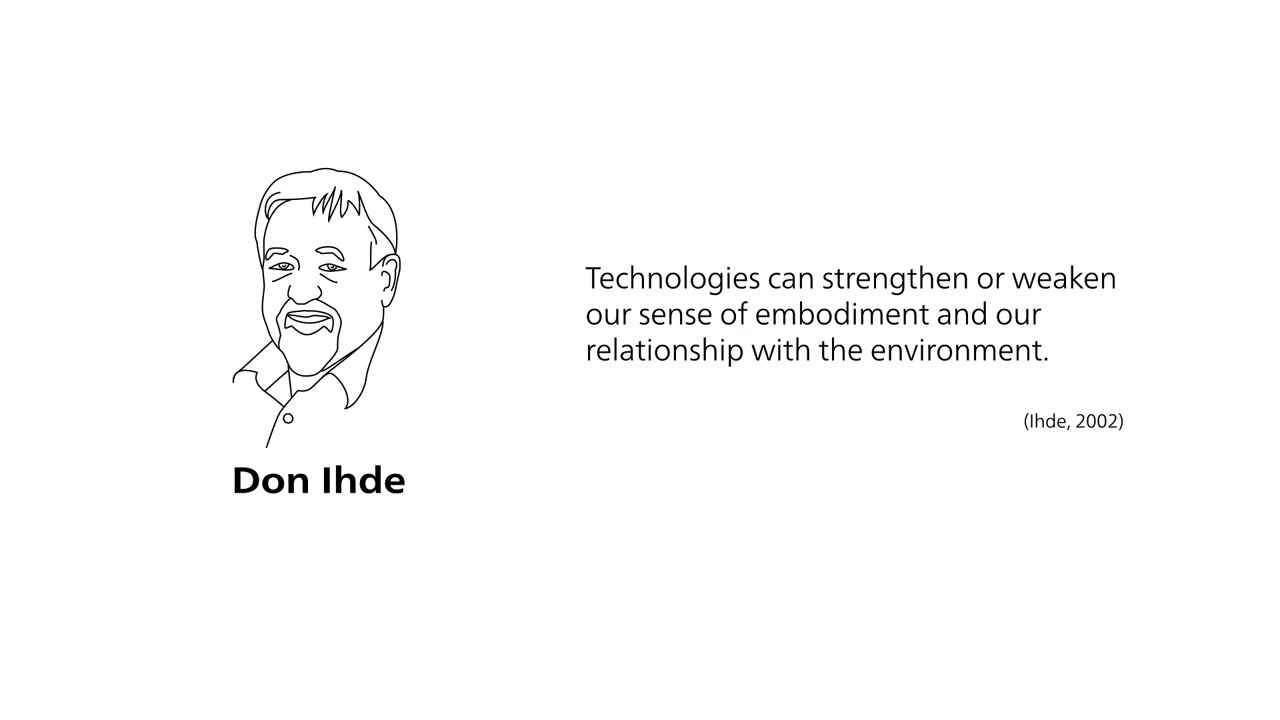 Technologies can strengthen or weaken
our sense of embodiment and our
relationship with the environment.
(Ihde, 2002)
Don Ihde